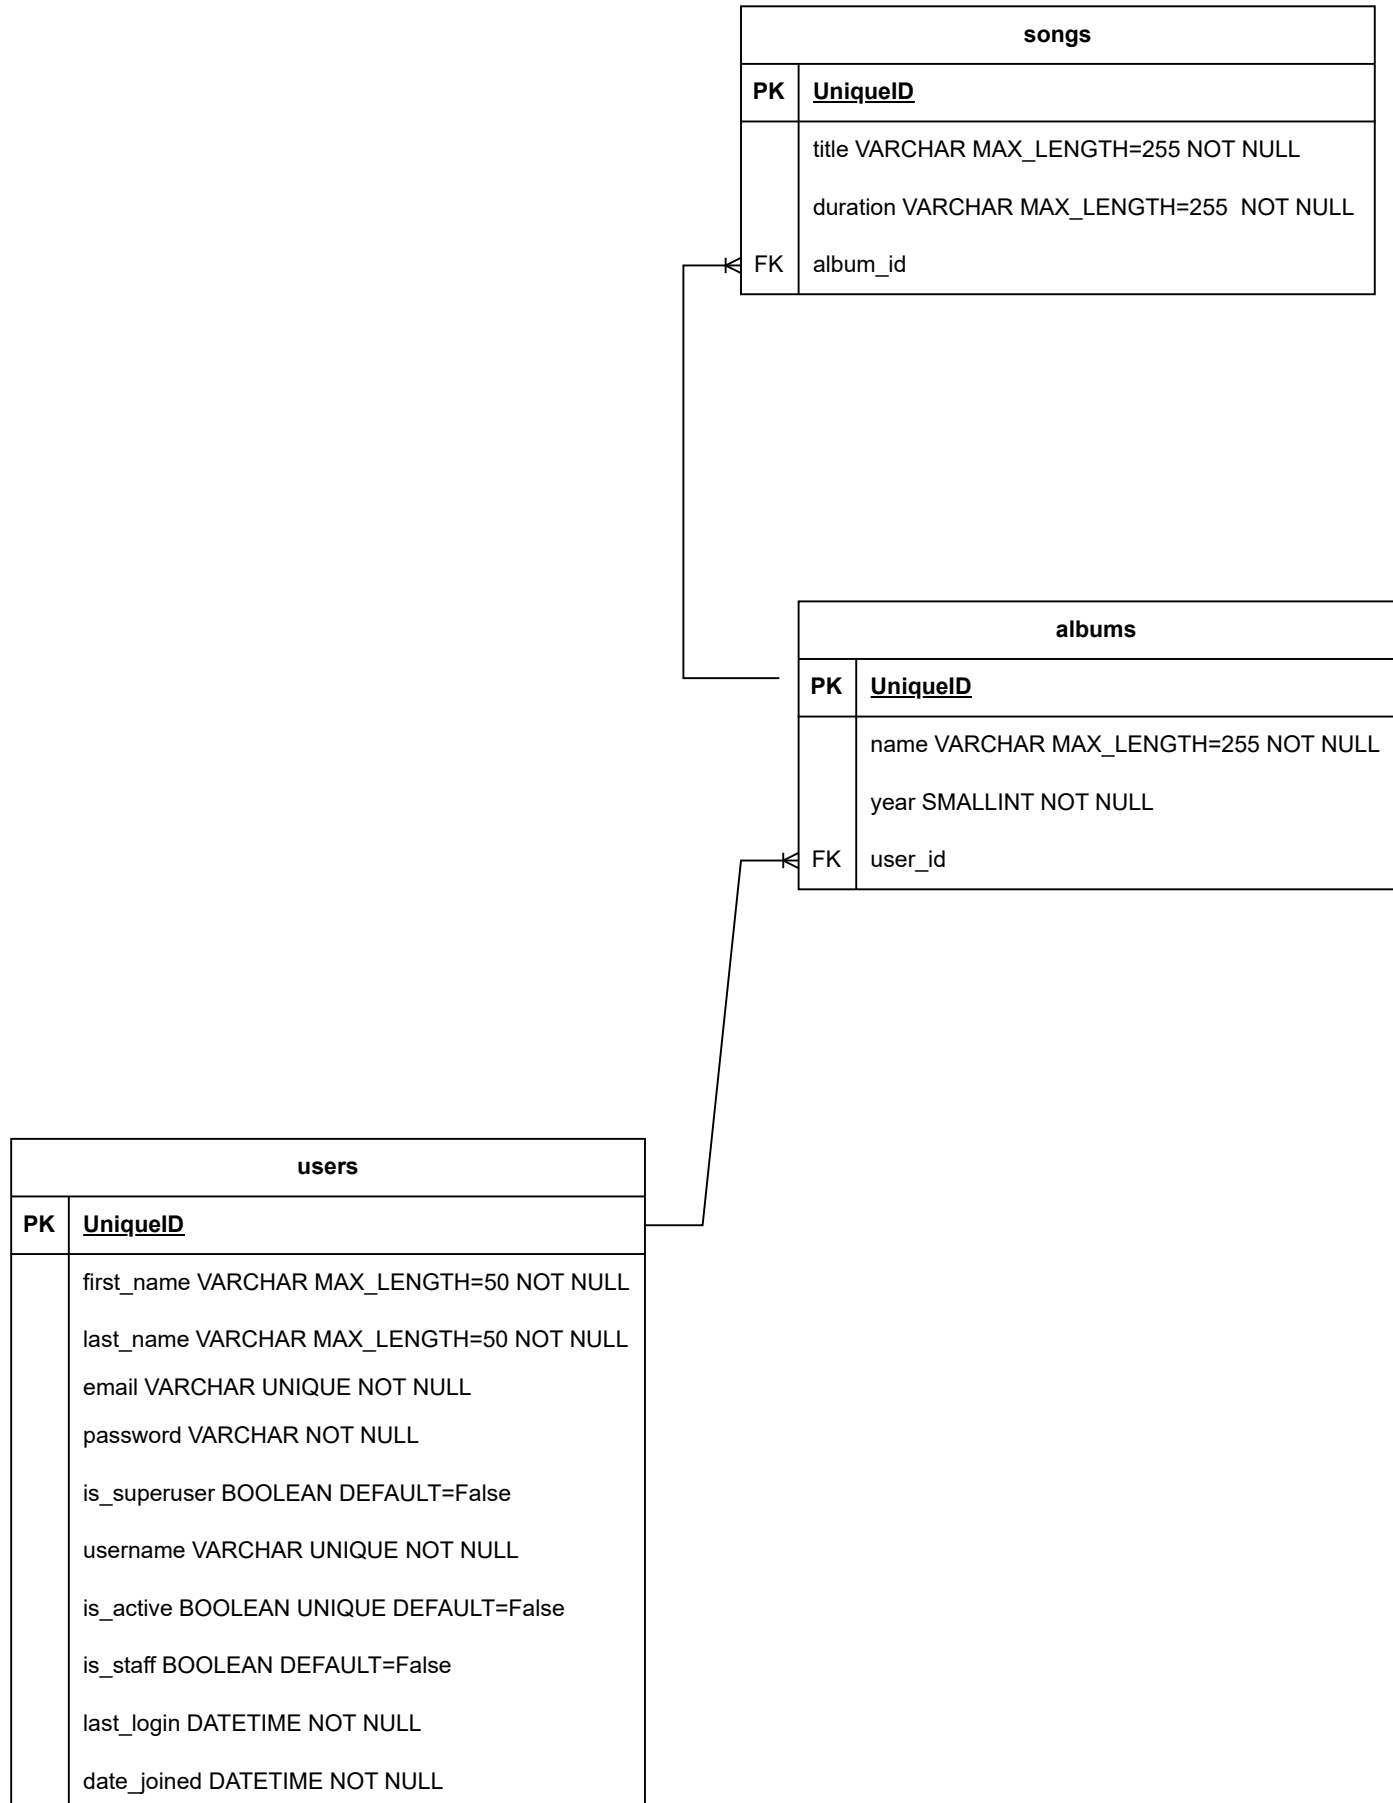 songs
PK UniqueID
title VARCHAR MAX_LENGTH=255 NOT NULL
duration VARCHAR MAX_LENGTH=255  NOT NULL
FK album_id
albums
PK UniqueID
name VARCHAR MAX_LENGTH=255 NOT NULL
year SMALLINT NOT NULL
FK user_id
users
PK UniqueID
first_name VARCHAR MAX_LENGTH=50 NOT NULL
last_name VARCHAR MAX_LENGTH=50 NOT NULL
email VARCHAR UNIQUE NOT NULL
password VARCHAR NOT NULL
is_superuser BOOLEAN DEFAULT=False
username VARCHAR UNIQUE NOT NULL
is_active BOOLEAN UNIQUE DEFAULT=False
is_staff BOOLEAN DEFAULT=False
last_login DATETIME NOT NULL
date_joined DATETIME NOT NULL